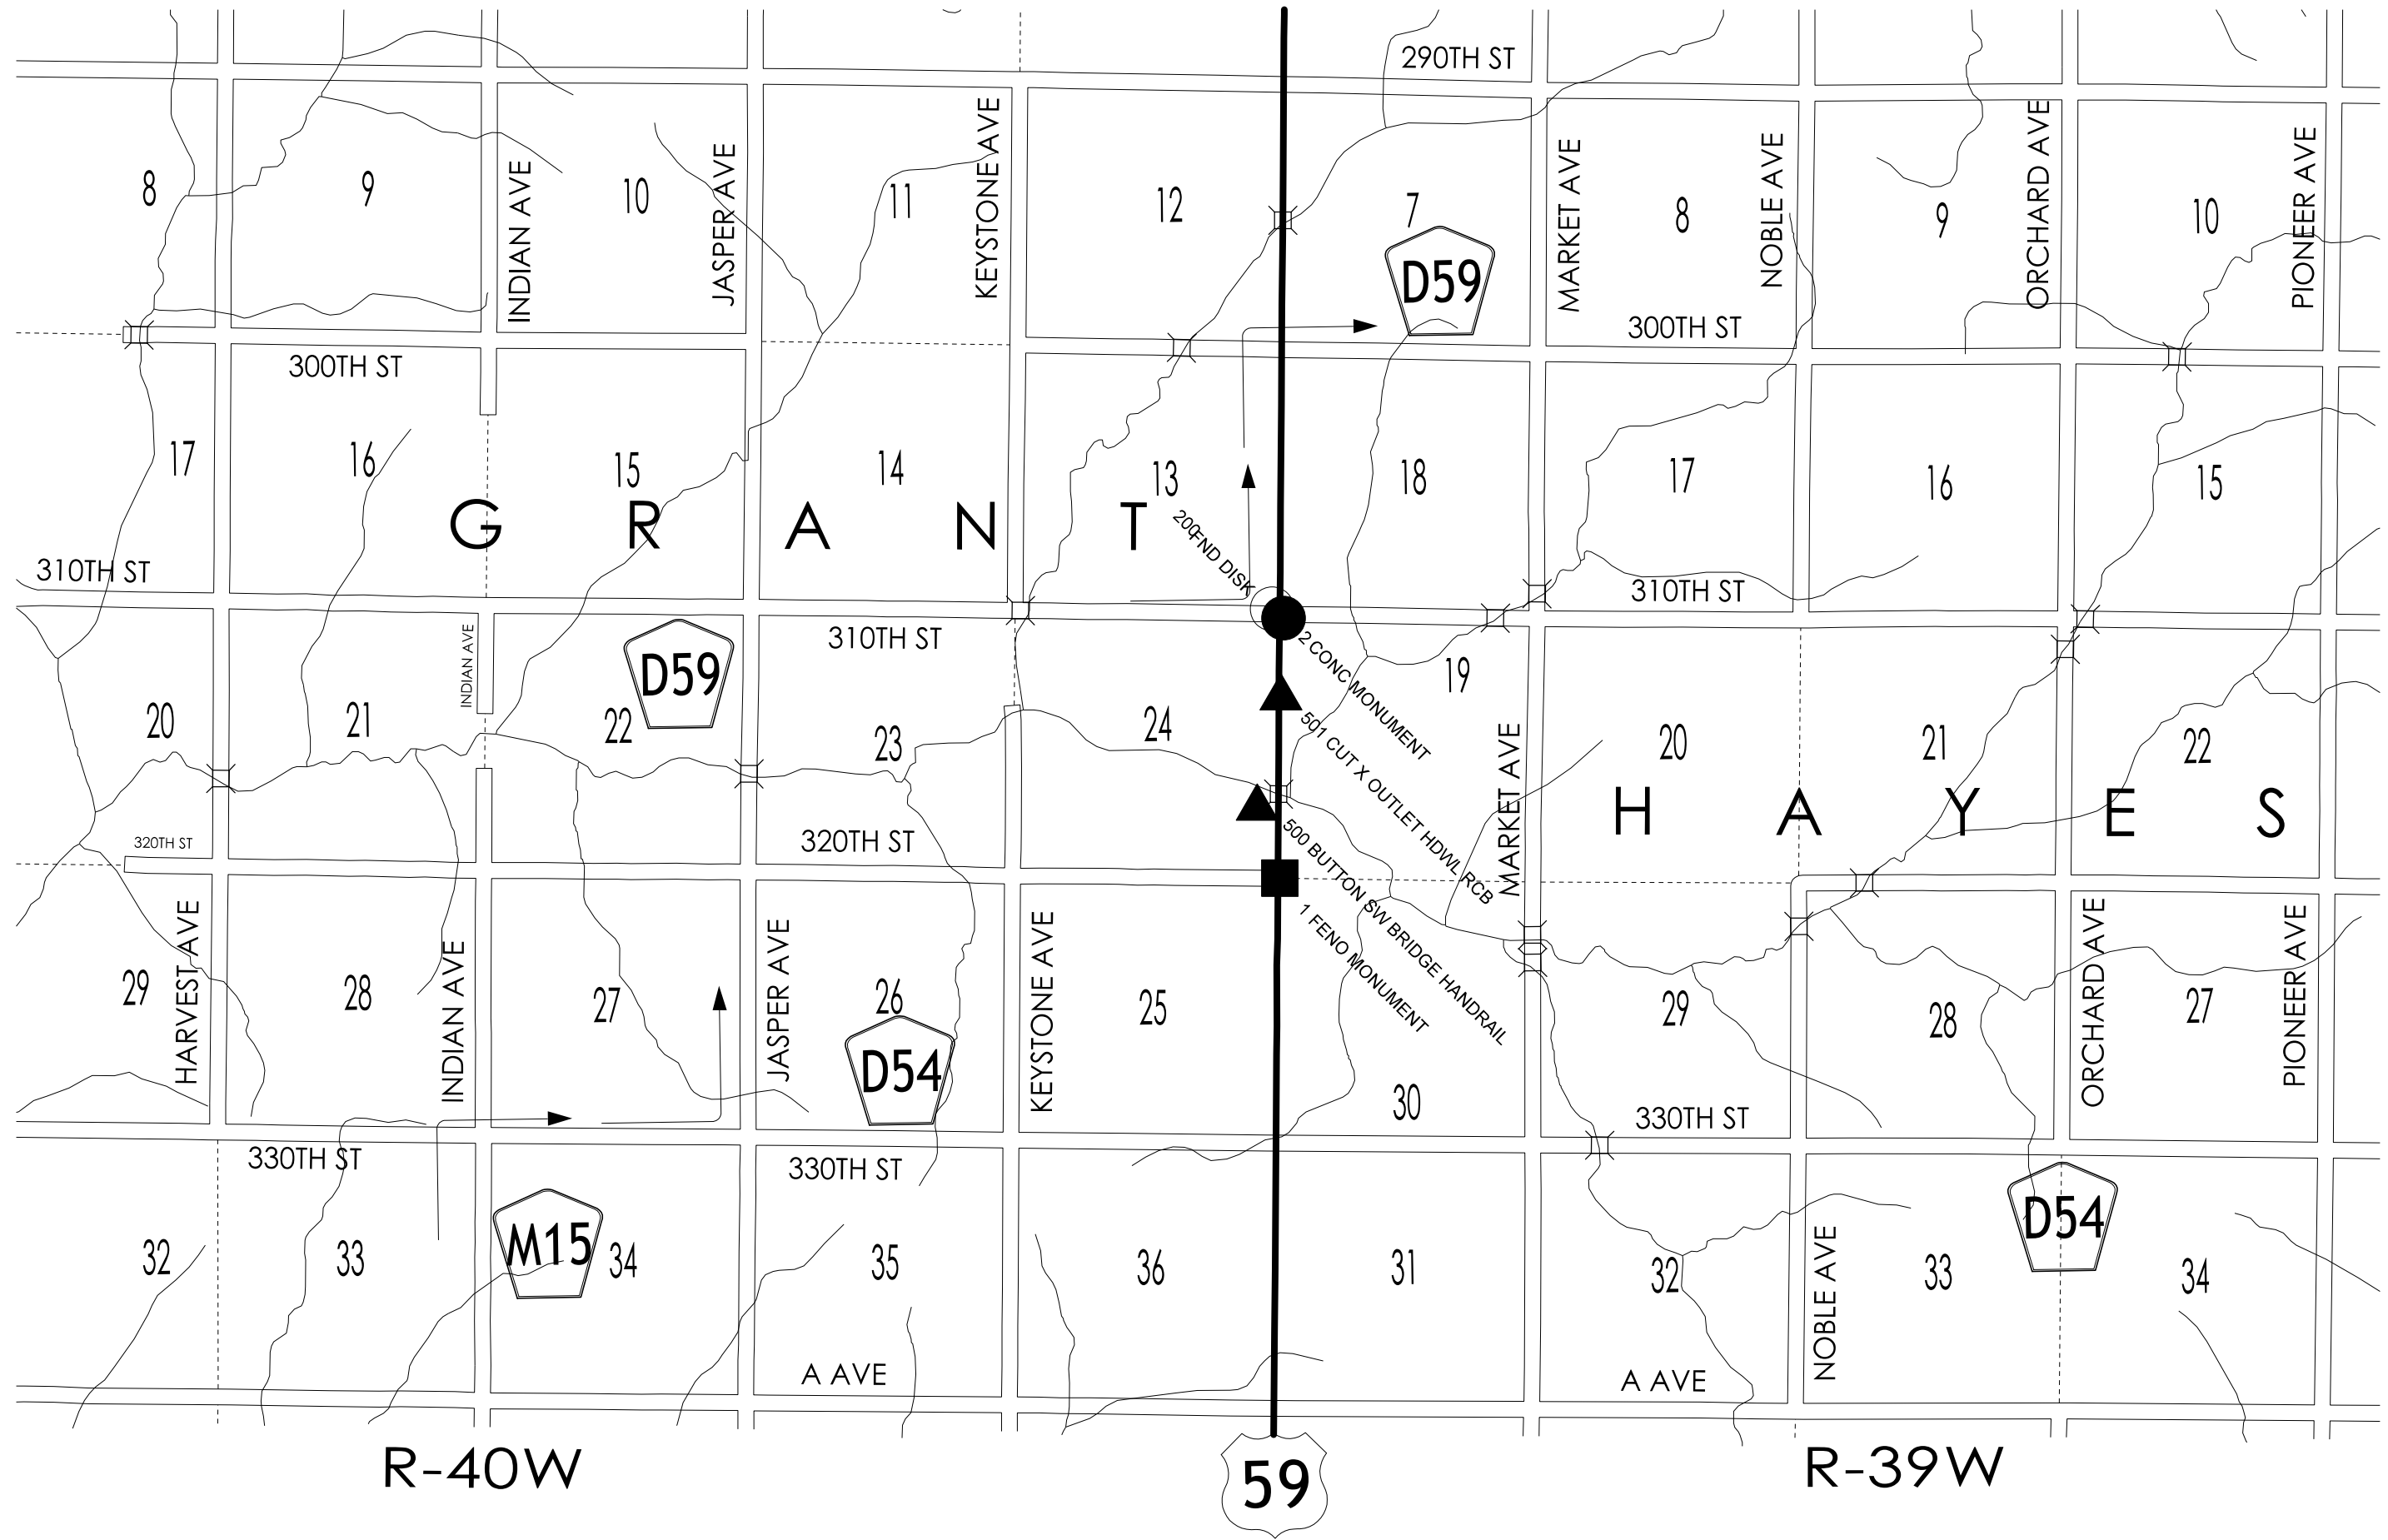 290TH ST
KEYSTONE AVE
ORCHARD AVE
PIONEER AVE
INDIAN AVE
JASPER AVE
MARKET AVE
NOBLE AVE
8
9
10
11
12
7
8
9
10
D59
300TH ST
300TH ST
17
16
15
14
13
18
17
16
15
G R A N T
200 FND DISK
310TH ST
310TH ST
310TH ST
INDIAN AVE
D59
2 CONC MONUMENT
20
21
22
23
24
19
20
21
22
501 CUT X OUTLET HDWL RCB
MARKET AVE
H A Y E S
320TH ST
320TH ST
500 BUTTON SW BRIDGE HANDRAIL
1 FENO MONUMENT
HARVEST AVE
INDIAN AVE
JASPER AVE
KEYSTONE AVE
ORCHARD AVE
PIONEER AVE
29
28
27
26
25
30
29
28
27
D54
330TH ST
330TH ST
330TH ST
M15
D54
32
33
34
35
36
31
32
33
34
NOBLE AVE
A AVE
A AVE
R-40W
59
R-39W